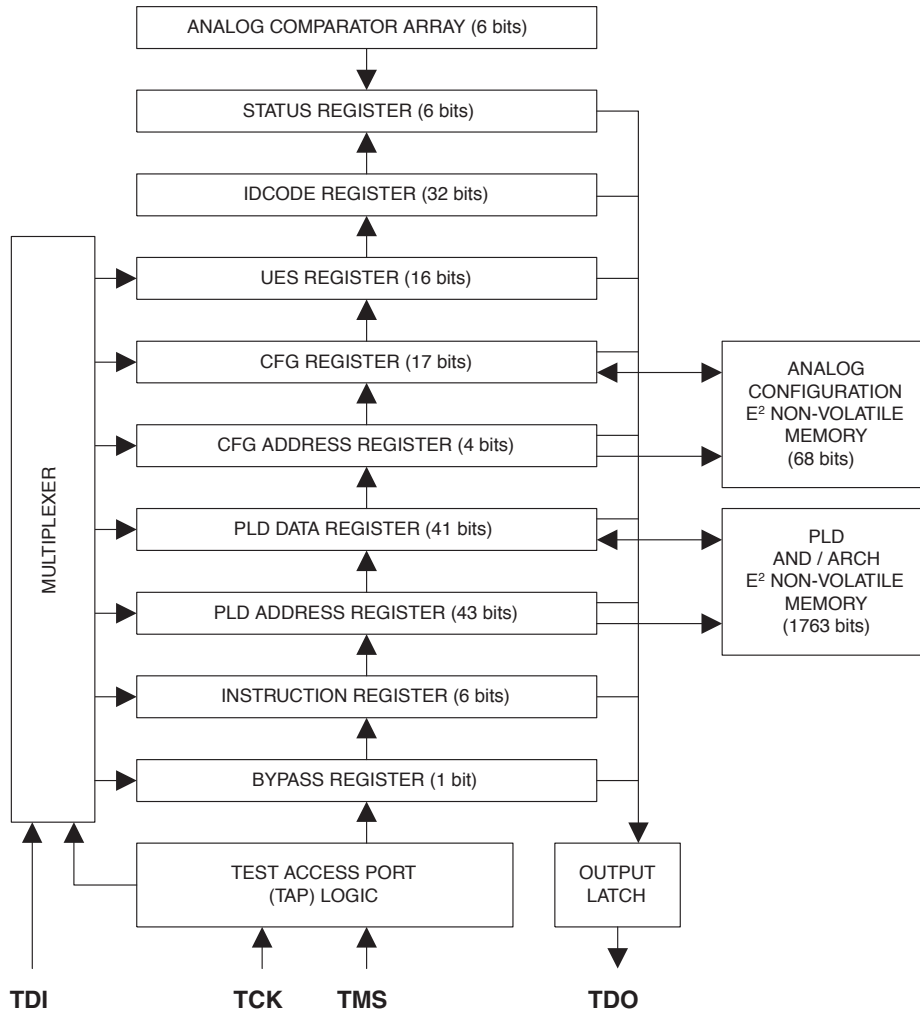 ANALOG COMPARATOR ARRAY (6 bits)
STATUS REGISTER (6 bits)
IDCODE REGISTER (32 bits)
MULTIPLEXER
UES REGISTER (16 bits)
CFG REGISTER (17 bits)
CFG ADDRESS REGISTER (4 bits)
PLD DATA REGISTER (41 bits)
PLD ADDRESS REGISTER (43 bits)
INSTRUCTION REGISTER (6 bits)
BYPASS REGISTER (1 bit)
ANALOG
CONFIGURATION
E² NON-VOLATILE
MEMORY
(68 bits)
PLD
AND / ARCH
E² NON-VOLATILE
MEMORY
(1763 bits)
TEST ACCESS PORT
(TAP) LOGIC
OUTPUT
LATCH
TDI
TCK
TMS
TDO